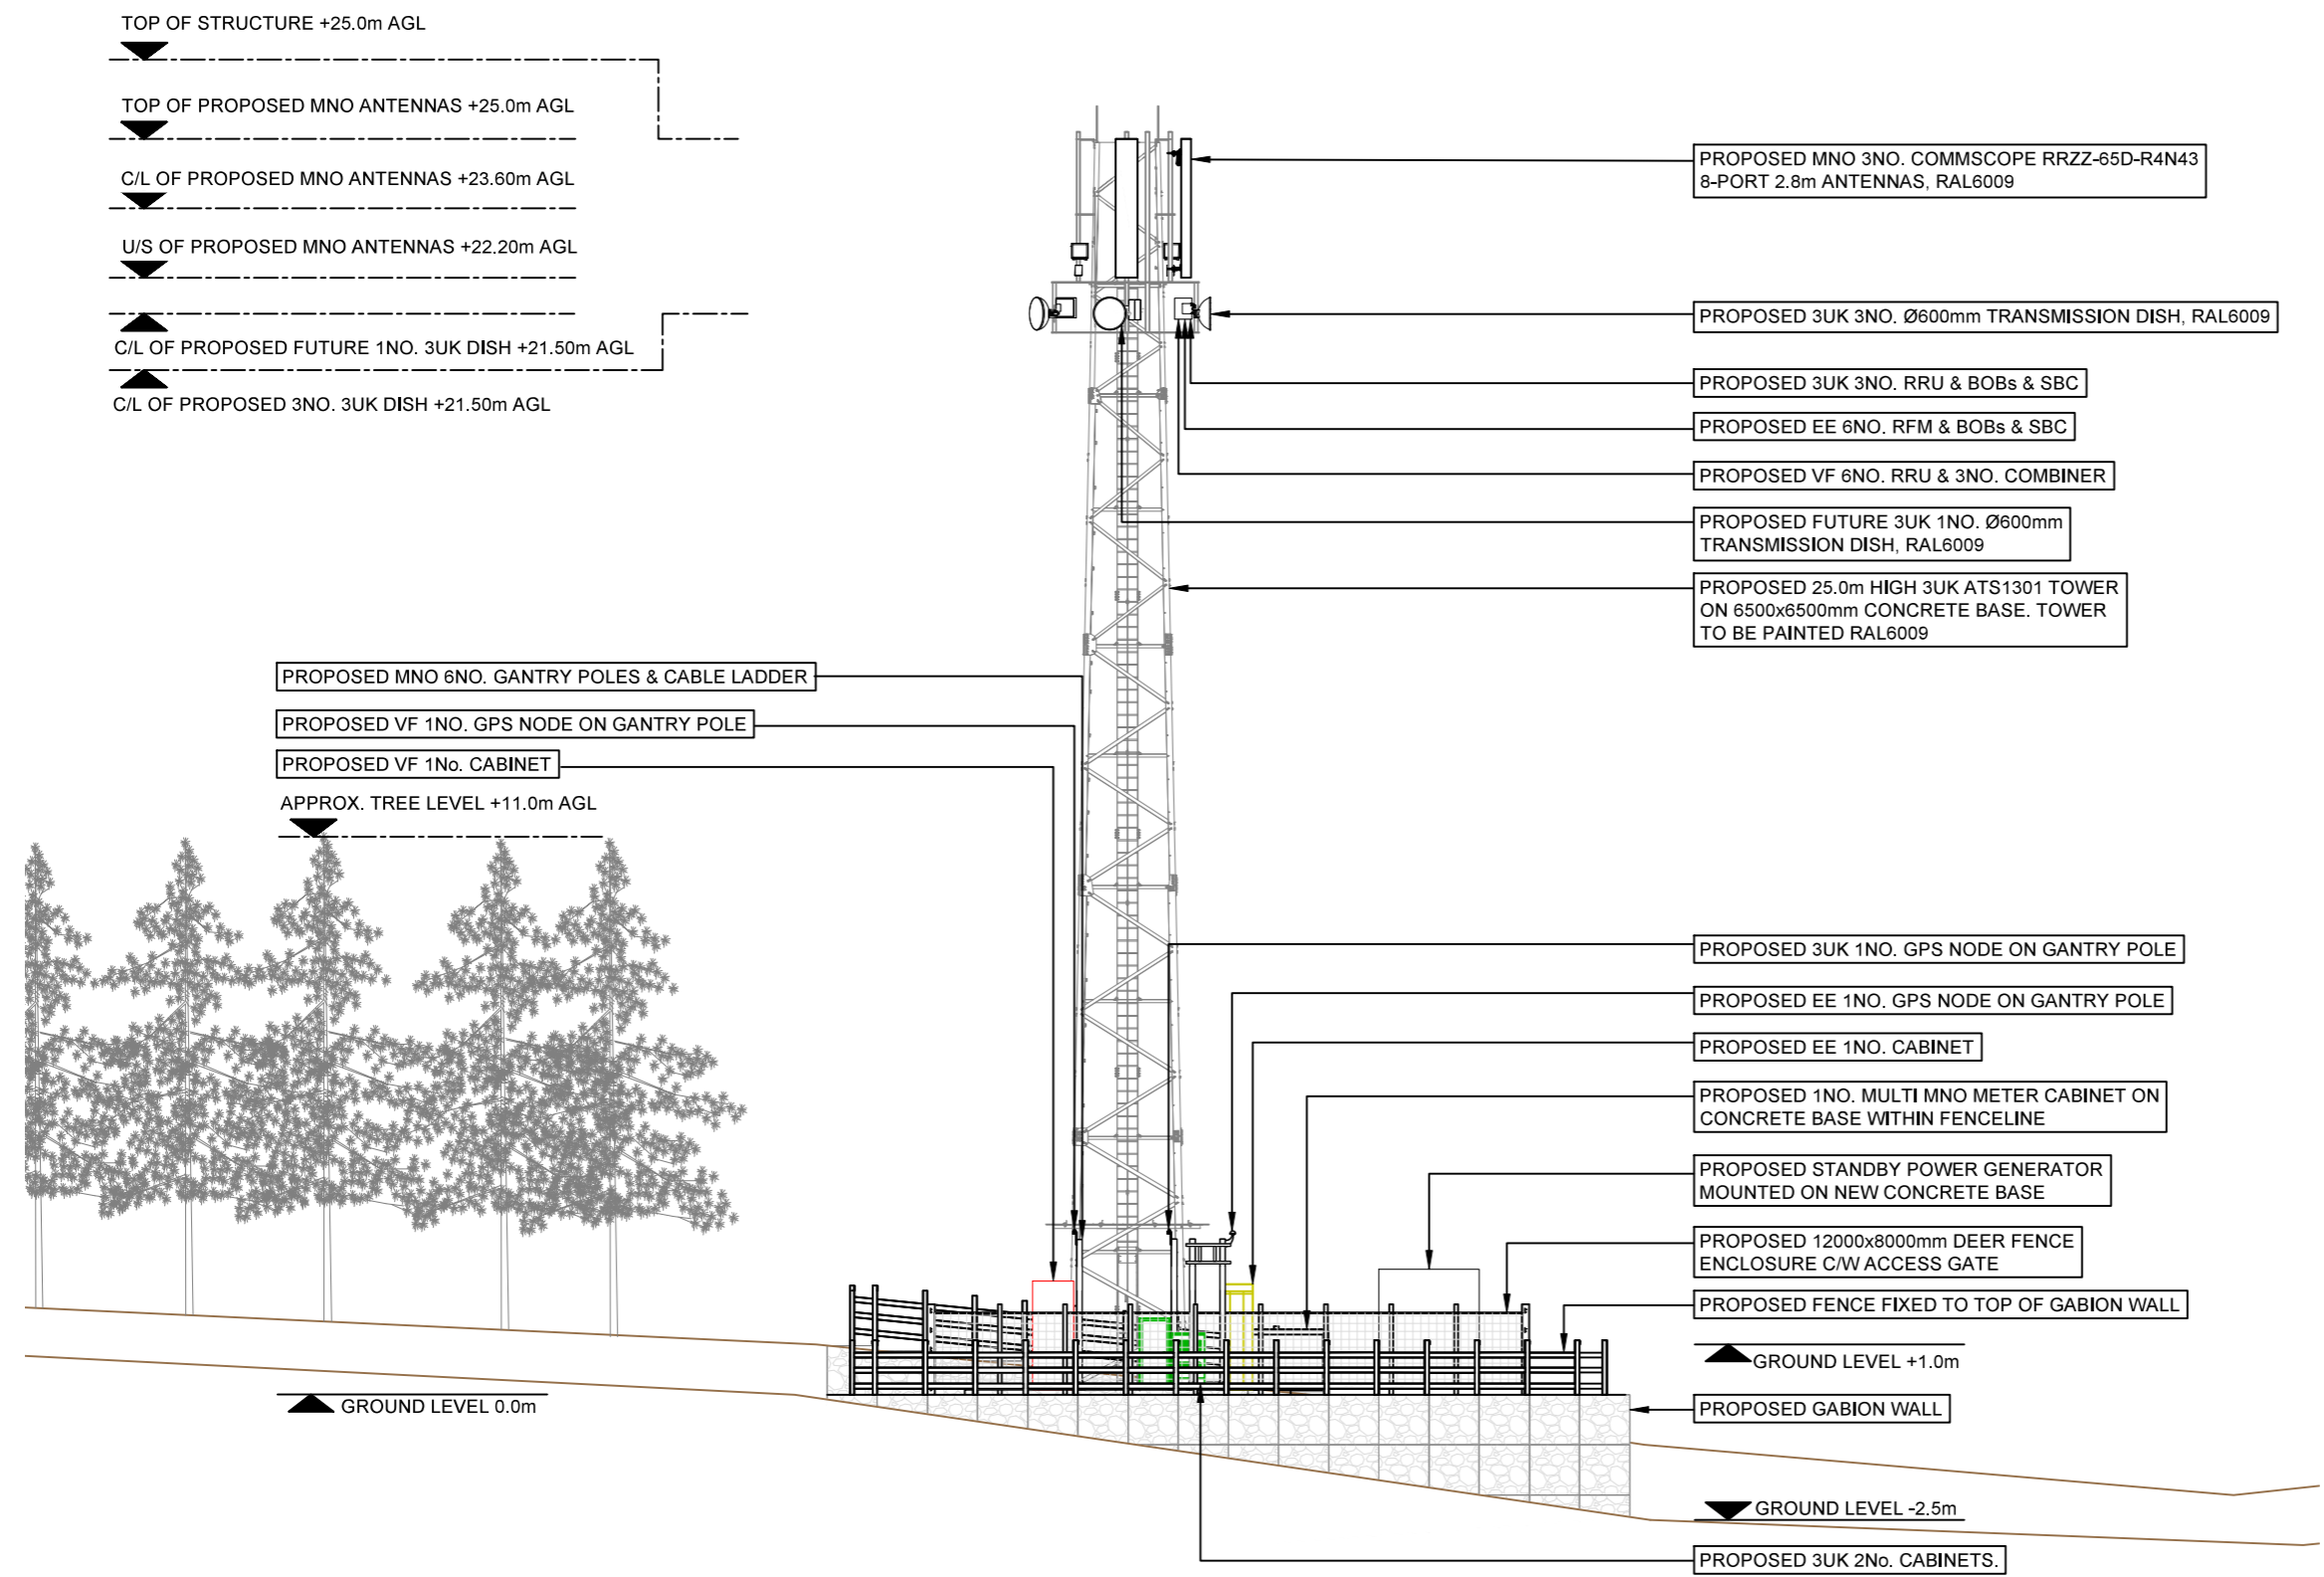 TOP OF STRUCTURE +25.0m AGL
TOP OF PROPOSED MNO ANTENNAS +25.0m AGL
C/L OF PROPOSED MNO ANTENNAS +23.60m AGL
U/S OF PROPOSED MNO ANTENNAS +22.20m AGL
C/L OF PROPOSED FUTURE 1NO. 3UK DISH +21.50m AGL
C/L OF PROPOSED 3NO. 3UK DISH +21.50m AGL
PROPOSED MNO 3NO. COMMSCOPE RRZZ-65D-R4N43
8-PORT 2.8m ANTENNAS, RAL6009
PROPOSED 3UK 3NO. Ø600mm TRANSMISSION DISH, RAL6009
PROPOSED 3UK 3NO. RRU & BOBs & SBC
PROPOSED EE 6NO. RFM & BOBs & SBC
PROPOSED VF 6NO. RRU & 3NO. COMBINER
PROPOSED FUTURE 3UK 1NO. Ø600mm
TRANSMISSION DISH, RAL6009
PROPOSED 25.0m HIGH 3UK ATS1301 TOWER
ON 6500x6500mm CONCRETE BASE. TOWER
TO BE PAINTED RAL6009
PROPOSED MNO 6NO. GANTRY POLES & CABLE LADDER
PROPOSED VF 1NO. GPS NODE ON GANTRY POLE
PROPOSED VF 1No. CABINET
APPROX. TREE LEVEL +11.0m AGL
PROPOSED 3UK 1NO. GPS NODE ON GANTRY POLE
PROPOSED EE 1NO. GPS NODE ON GANTRY POLE
PROPOSED EE 1NO. CABINET
PROPOSED 1NO. MULTI MNO METER CABINET ON
CONCRETE BASE WITHIN FENCELINE
PROPOSED STANDBY POWER GENERATOR
MOUNTED ON NEW CONCRETE BASE
PROPOSED 12000x8000mm DEER FENCE
ENCLOSURE C/W ACCESS GATE
PROPOSED FENCE FIXED TO TOP OF GABION WALL
GROUND LEVEL +1.0m
GROUND LEVEL 0.0m
PROPOSED GABION WALL
GROUND LEVEL -2.5m
PROPOSED 3UK 2No. CABINETS.